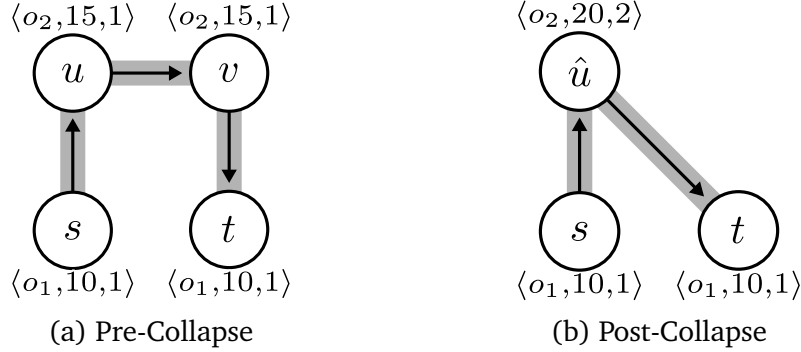 ⟨o₂,15,1⟩ ⟨o₂,15,1⟩ ⟨o₂,20,2⟩
u v û
s t s t
⟨o₁,10,1⟩ ⟨o₁,10,1⟩ ⟨o₁,10,1⟩ ⟨o₁,10,1⟩
(a) Pre-Collapse (b) Post-Collapse